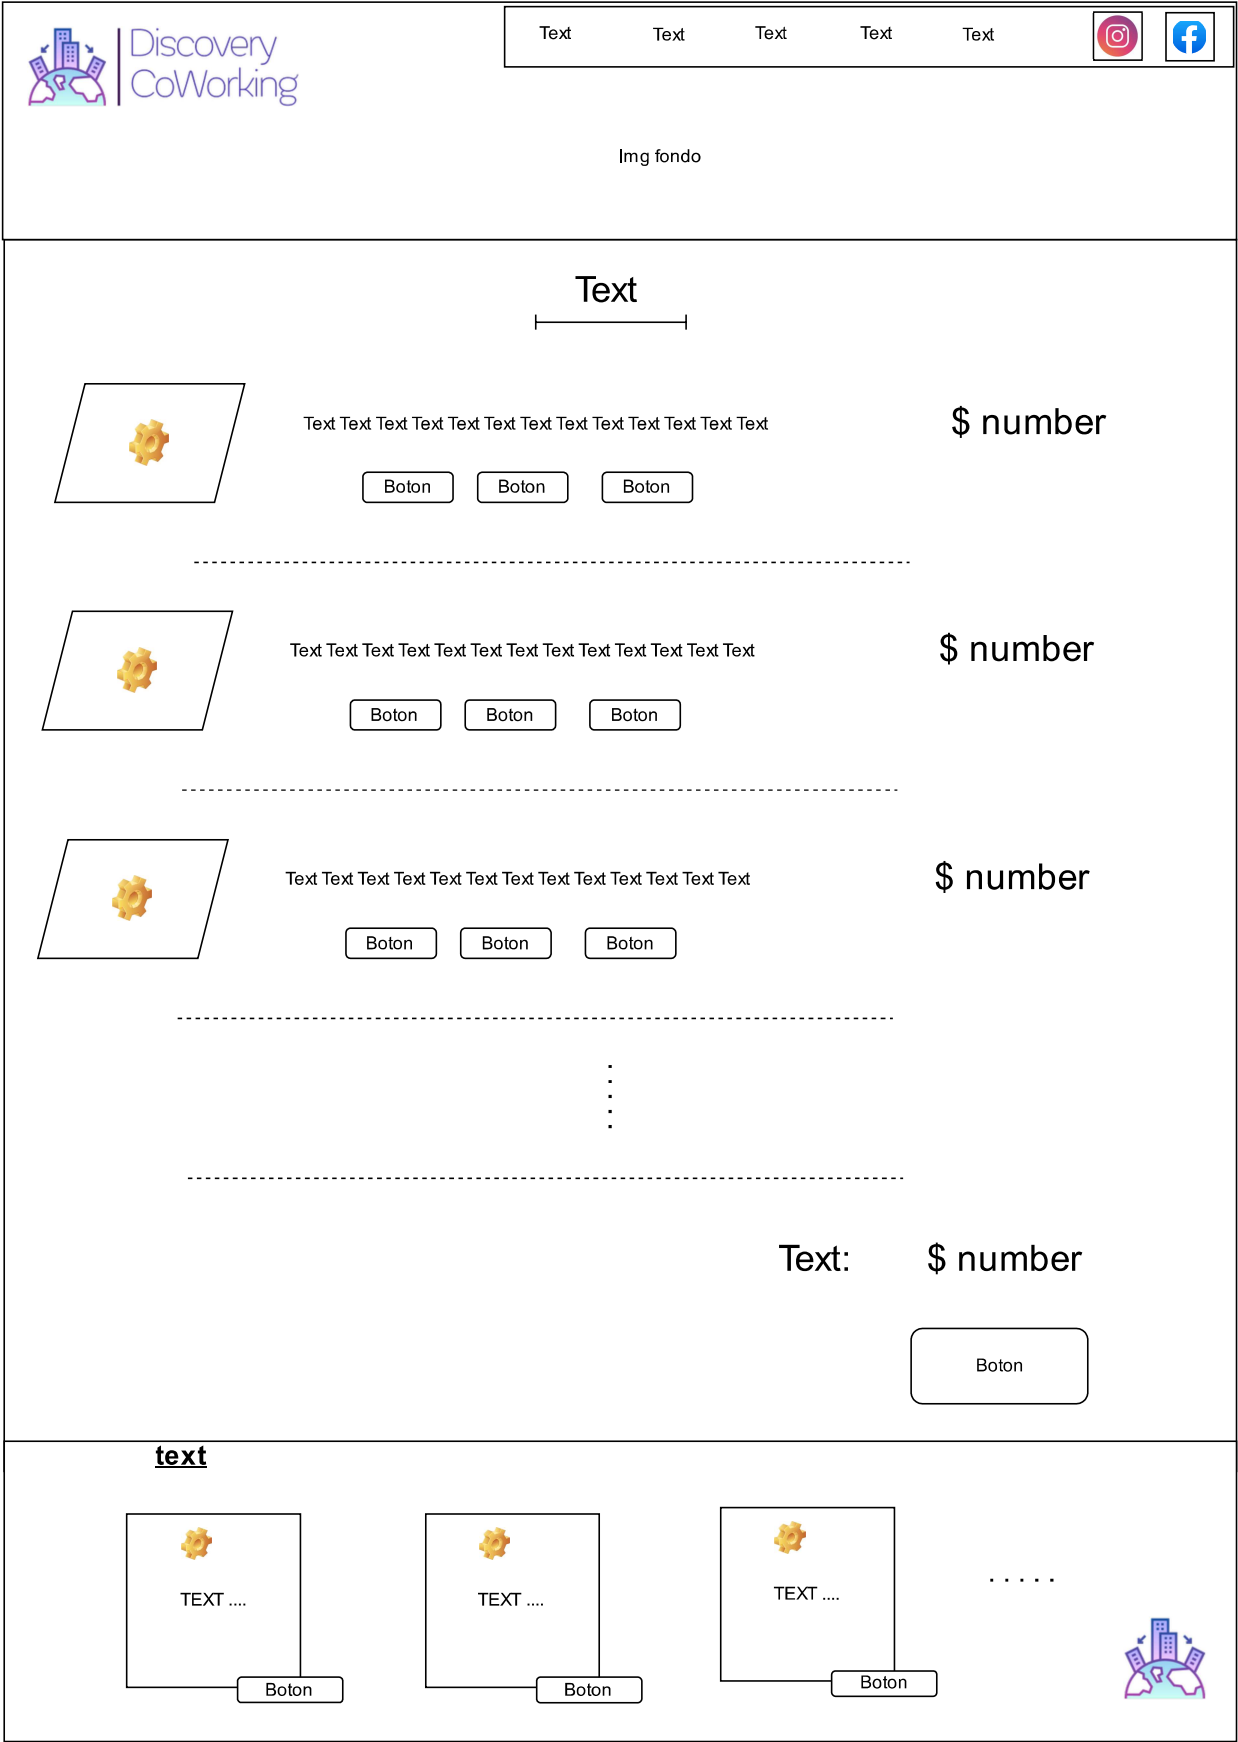 Discovery
CoWorking
Text Text Text Text Text
Img fondo
Text
Text Text Text Text Text Text Text Text Text Text Text Text Text
$ number
Boton Boton Boton
Text Text Text Text Text Text Text Text Text Text Text Text Text
$ number
Boton Boton Boton
Text Text Text Text Text Text Text Text Text Text Text Text Text
$ number
Boton Boton Boton
Text: $ number
Boton
text
TEXT ....
Boton
TEXT ....
Boton
TEXT ....
Boton
. . . . .